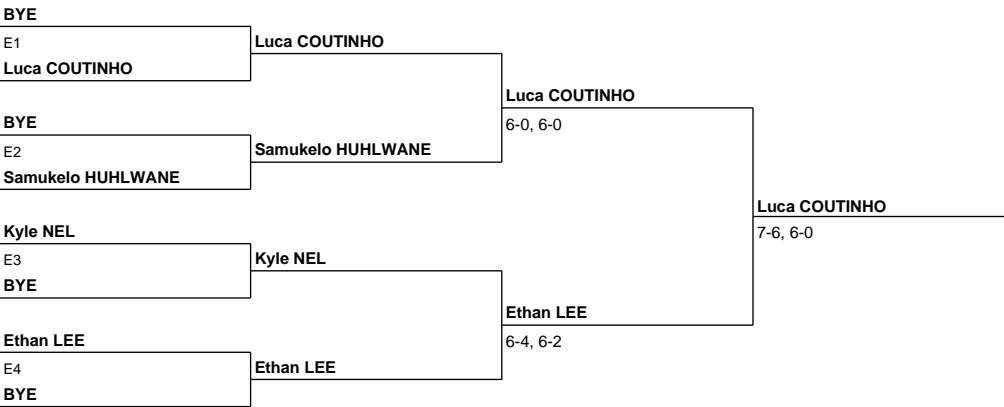 BYE
E1
Luca COUTINHO
BYE
E2
Samukelo HUHLWANE
Kyle NEL
E3
BYE
Ethan LEE
E4
BYE
Luca COUTINHO
Samukelo HUHLWANE
Kyle NEL
Ethan LEE
Luca COUTINHO
6-0, 6-0
Ethan LEE
6-4, 6-2
Luca COUTINHO
7-6, 6-0